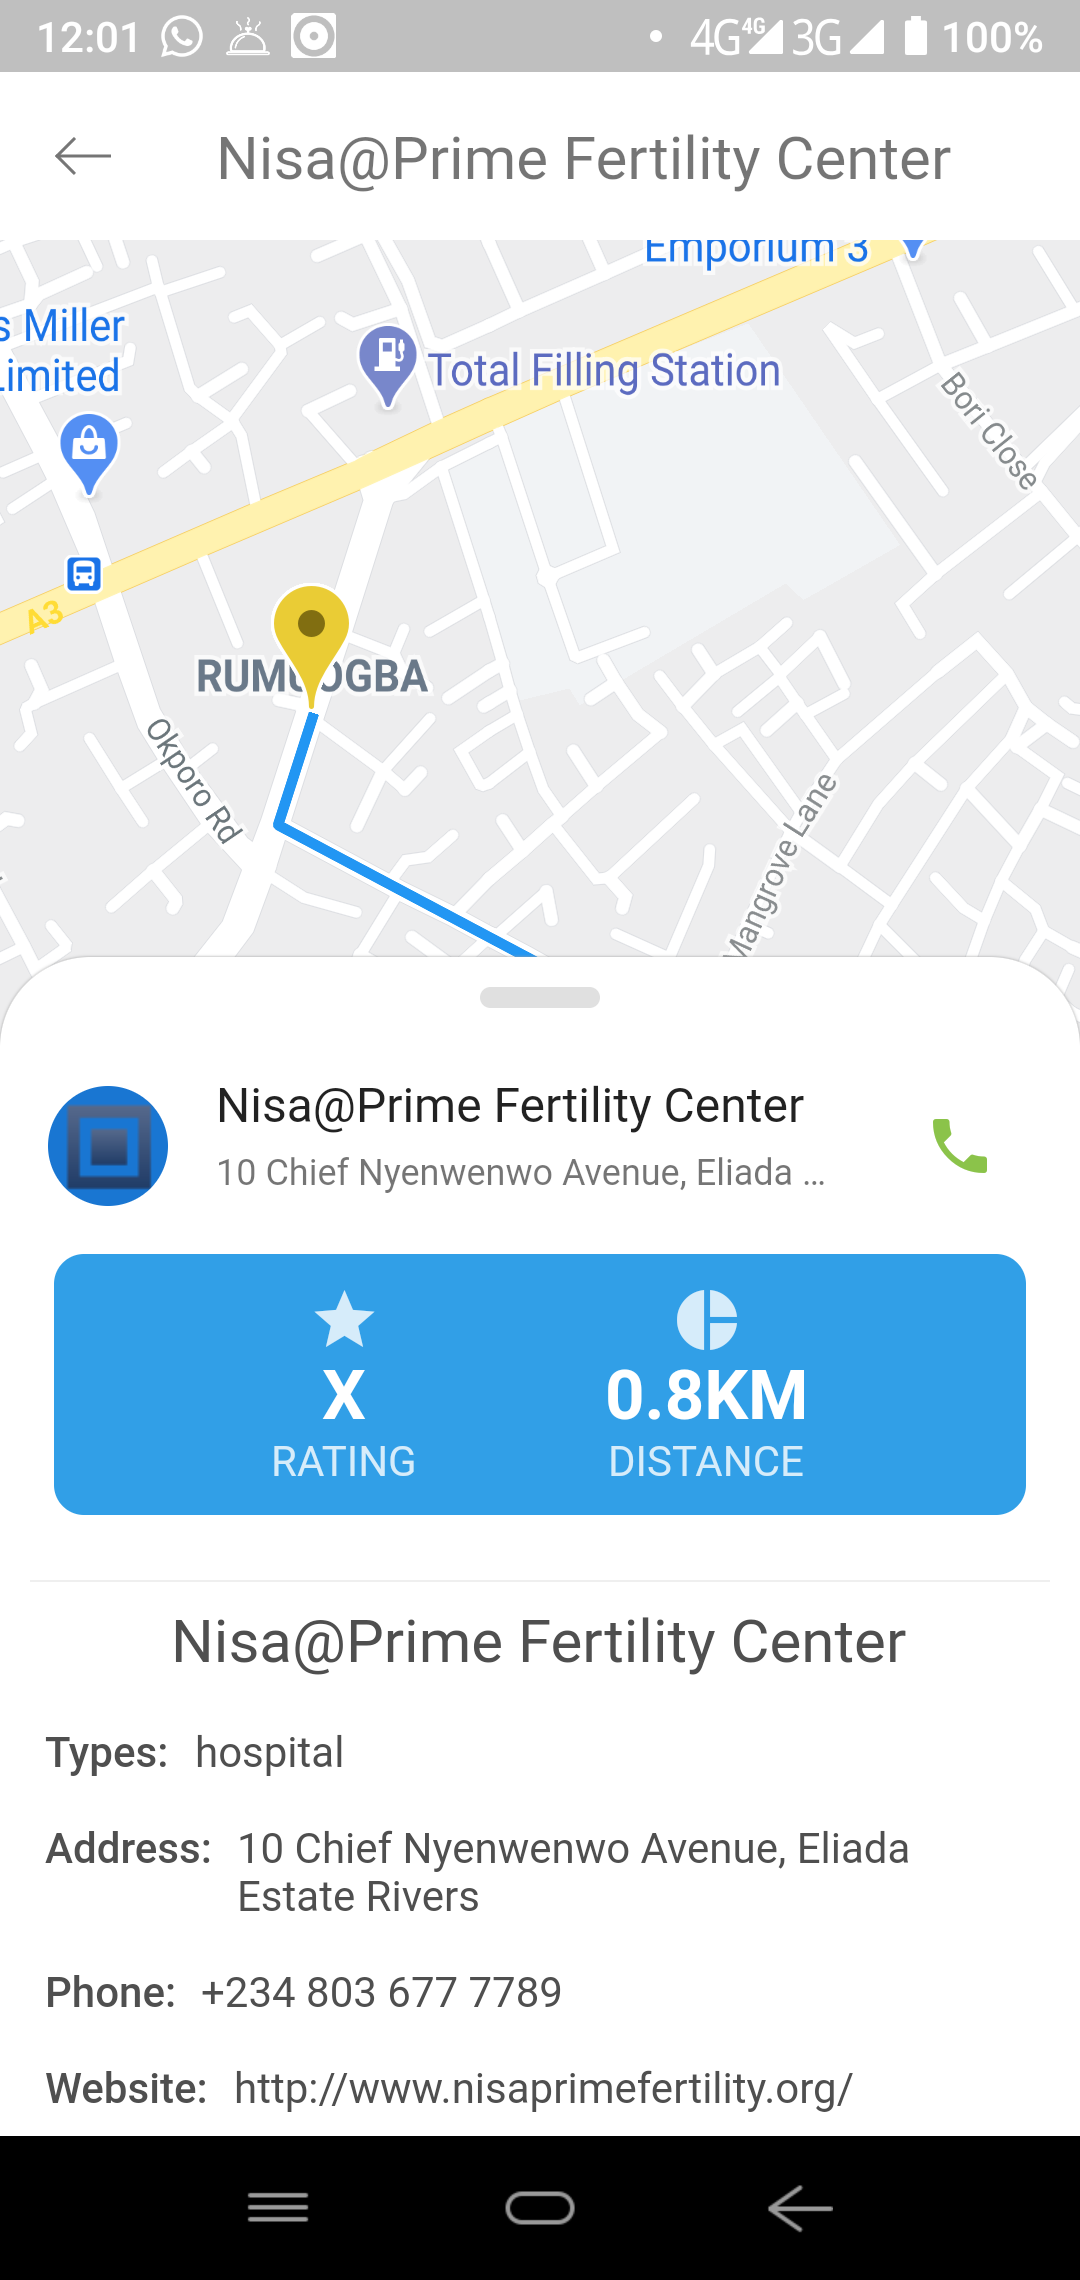 12:01
4G 4G 3G 100%
Nisa@Prime Fertility Center
Emporium 3
s Miller
Limited
Total Filling Station
Bori Close
A3
RUMUOGBA
Okporo Rd
Mangrove Lane
Nisa@Prime Fertility Center
10 Chief Nyenwenwo Avenue, Eliada ...
X
0.8KM
RATING
DISTANCE
Nisa@Prime Fertility Center
Types: hospital
Address: 10 Chief Nyenwenwo Avenue, Eliada
Estate Rivers
Phone: +234 803 677 7789
Website: http://www.nisaprimefertility.org/